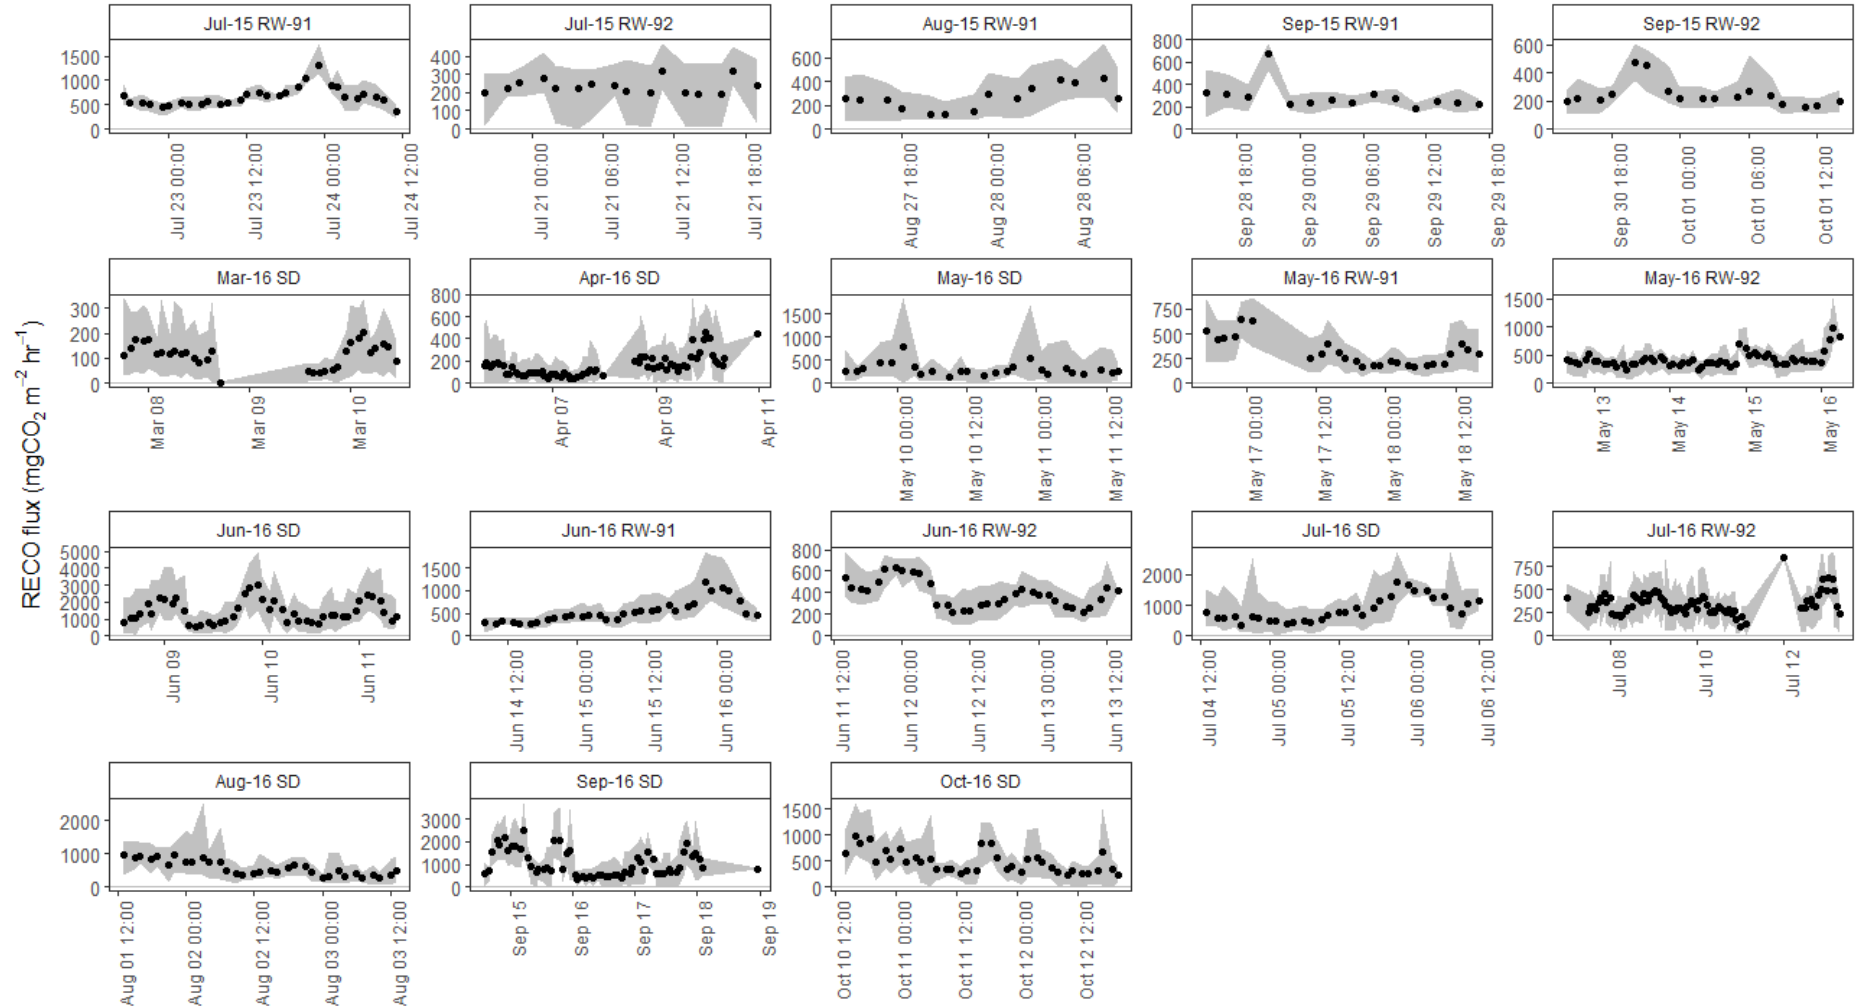 Jul-15 RW-91
Jul-15 RW-92
Aug-15 RW-91
Sep-15 RW-91
Sep-15 RW-92
1500
1000
500
0
400
300
200
100
0
600
400
200
0
800
600
400
200
0
600
400
200
0
Jul 23 00:00
Jul 23 12:00
Jul 24 00:00
Jul 24 12:00
Jul 21 00:00
Jul 21 06:00
Jul 21 12:00
Jul 21 18:00
Aug 27 18:00
Aug 28 00:00
Aug 28 06:00
Sep 28 18:00
Sep 29 00:00
Sep 29 06:00
Sep 29 12:00
Sep 29 18:00
Sep 30 18:00
Oct 01 00:00
Oct 01 06:00
Oct 01 12:00
RECO flux (mgCO₂ m⁻² hr⁻¹)
Mar-16 SD
Apr-16 SD
May-16 SD
May-16 RW-91
May-16 RW-92
300
200
100
0
800
600
400
200
0
1500
1000
500
0
750
500
250
0
1500
1000
500
0
Mar 08
Mar 09
Mar 10
Apr 07
Apr 09
Apr 11
May 10 00:00
May 10 12:00
May 11 00:00
May 11 12:00
May 17 00:00
May 17 12:00
May 18 00:00
May 18 12:00
May 13
May 14
May 15
May 16
Jun-16 SD
Jun-16 RW-91
Jun-16 RW-92
Jul-16 SD
Jul-16 RW-92
5000
4000
3000
2000
1000
0
1500
1000
500
0
800
600
400
200
0
2000
1000
0
750
500
250
0
Jun 09
Jun 10
Jun 11
Jun 14 12:00
Jun 15 00:00
Jun 15 12:00
Jun 16 00:00
Jun 11 12:00
Jun 12 00:00
Jun 12 12:00
Jun 13 00:00
Jun 13 12:00
Jul 04 12:00
Jul 05 00:00
Jul 05 12:00
Jul 06 00:00
Jul 06 12:00
Jul 08
Jul 10
Jul 12
Aug-16 SD
Sep-16 SD
Oct-16 SD
2000
1000
0
3000
2000
1000
0
1500
1000
500
0
Aug 01 12:00
Aug 02 00:00
Aug 02 12:00
Aug 03 00:00
Aug 03 12:00
Sep 15
Sep 16
Sep 17
Sep 18
Sep 19
Oct 10 12:00
Oct 11 00:00
Oct 11 12:00
Oct 12 00:00
Oct 12 12:00